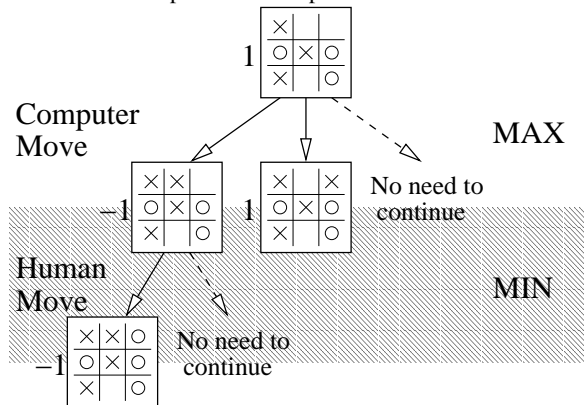 1
Computer
Move
MAX
−1
1
No need to
continue
Human
Move
MIN
−1
No need to
continue